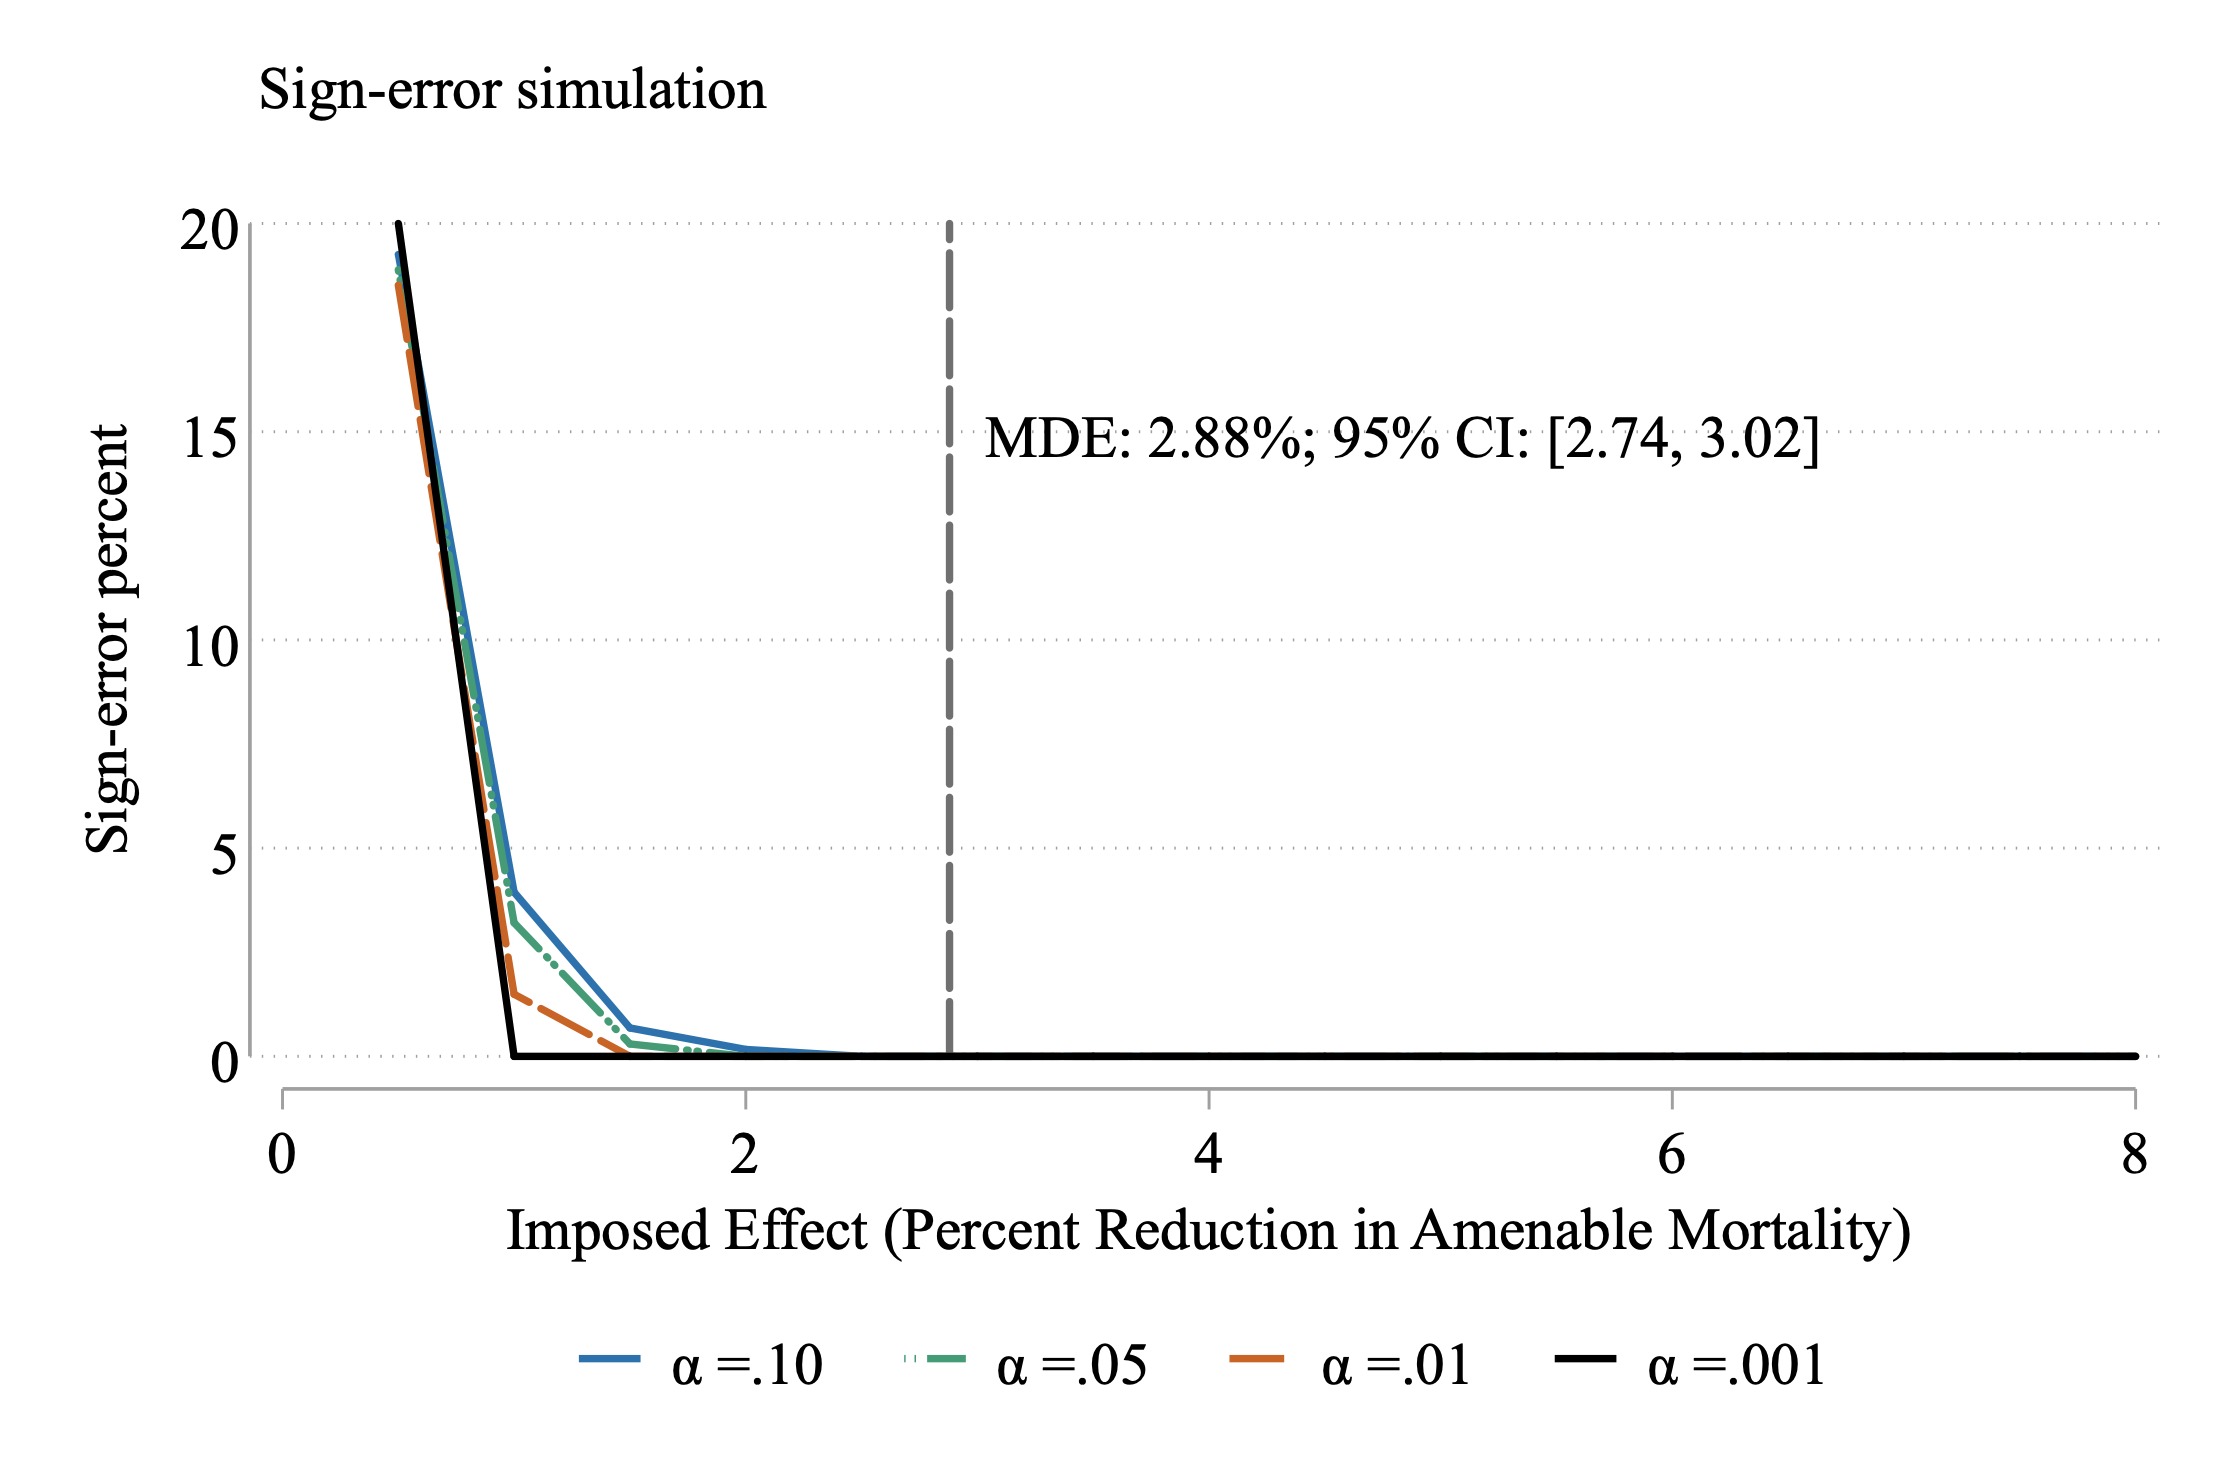 Sign-error simulation
Sign-error percent
20
15
10
5
0
MDE: 2.88%; 95% CI: [2.74, 3.02]
0 2 4 6 8
Imposed Effect (Percent Reduction in Amenable Mortality)
α =.10 α =.05 α =.01 α =.001